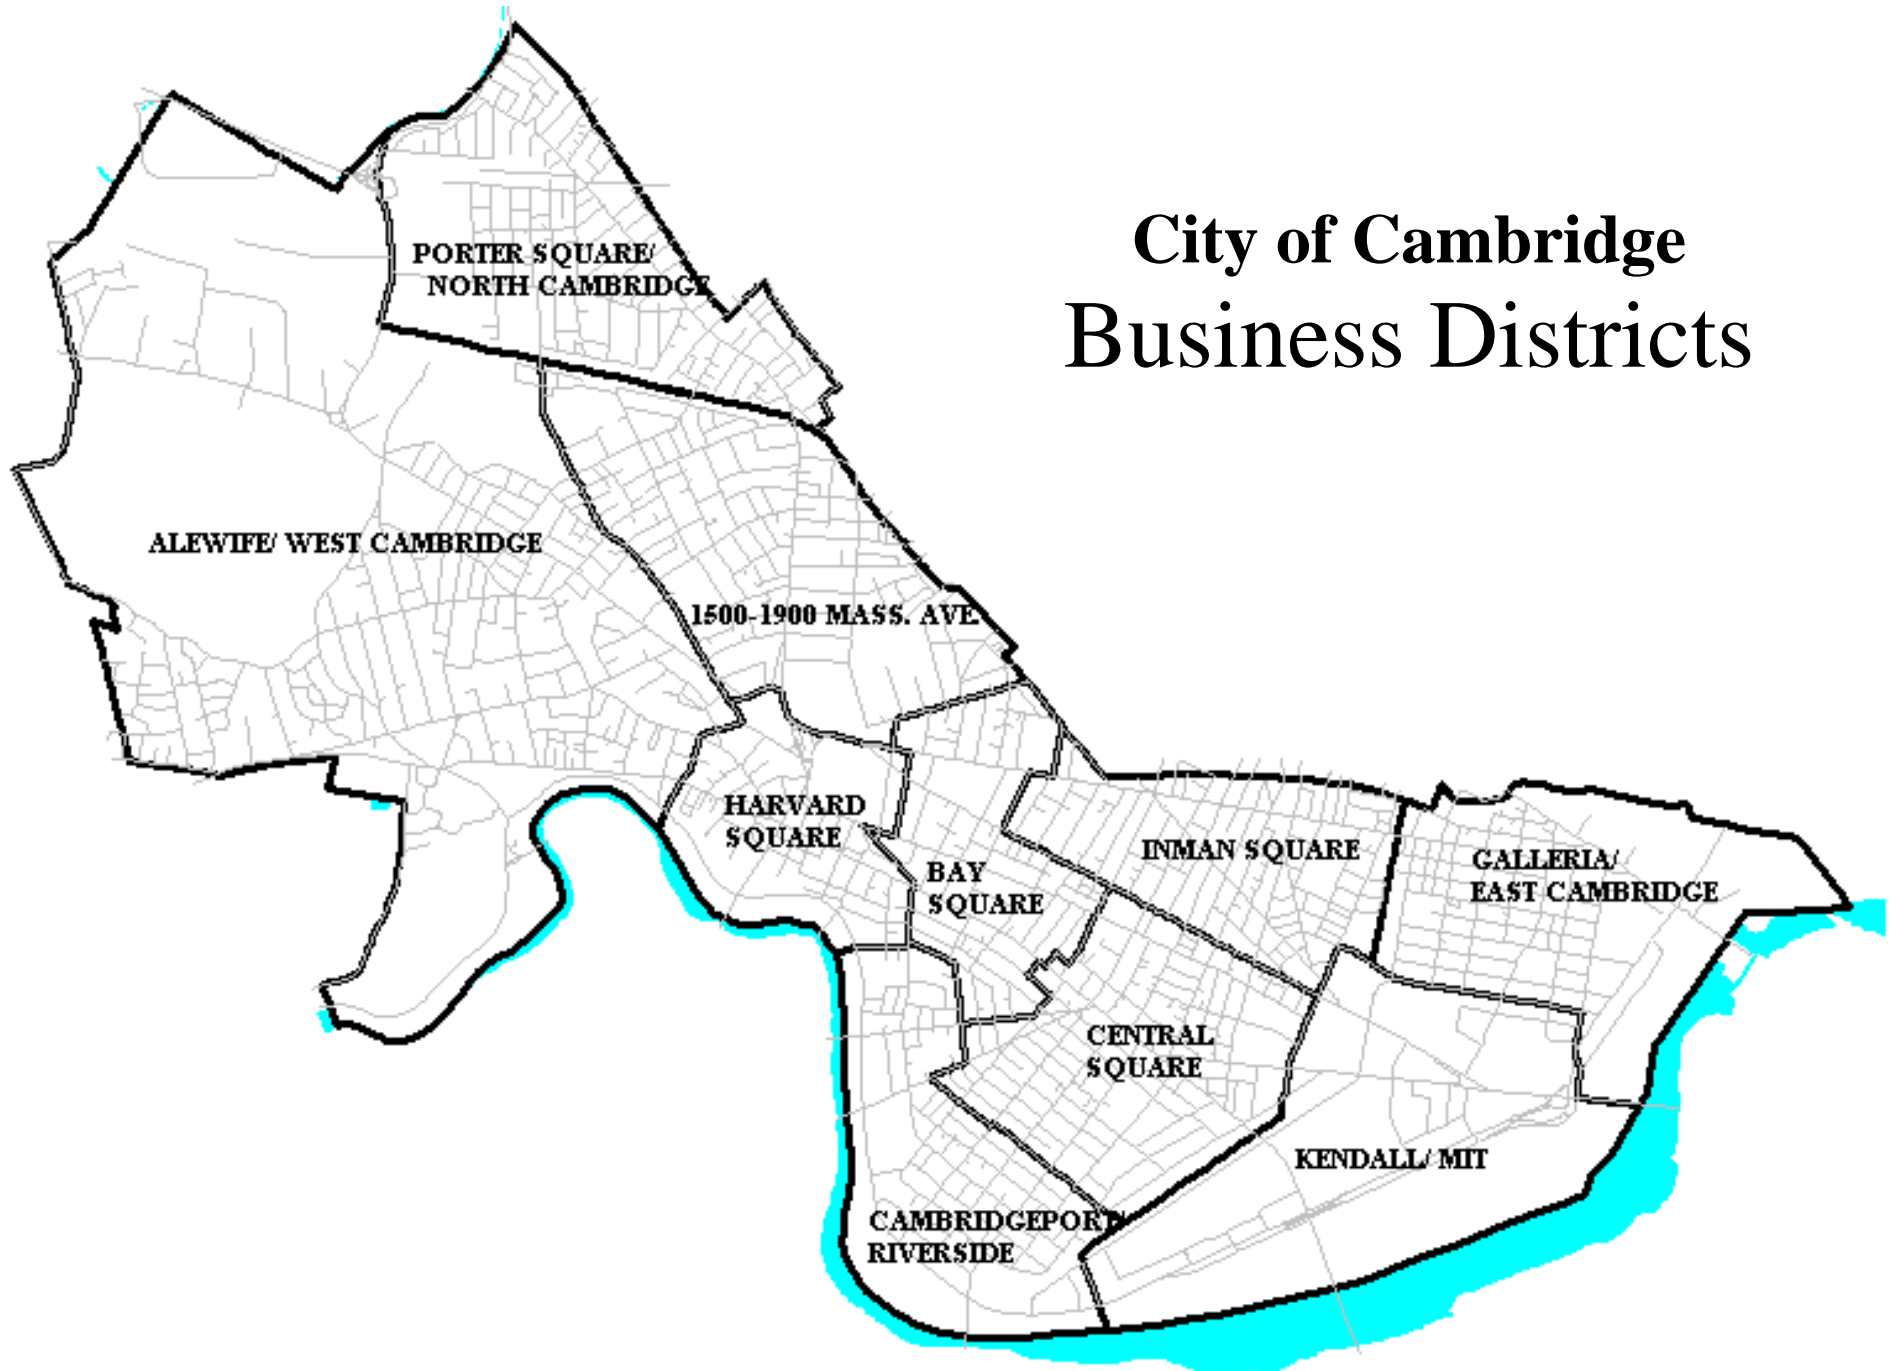 City of Cambridge
Business Districts
PORTER SQUARE/
NORTH CAMBRIDGE
ALEWIFE/ WEST CAMBRIDGE
1500-1900 MASS. AVE.
HARVARD
SQUARE
BAY
SQUARE
INMAN SQUARE
GALLERIA/
EAST CAMBRIDGE
CENTRAL
SQUARE
KENDALL/ MIT
CAMBRIDGEPORT/
RIVERSIDE